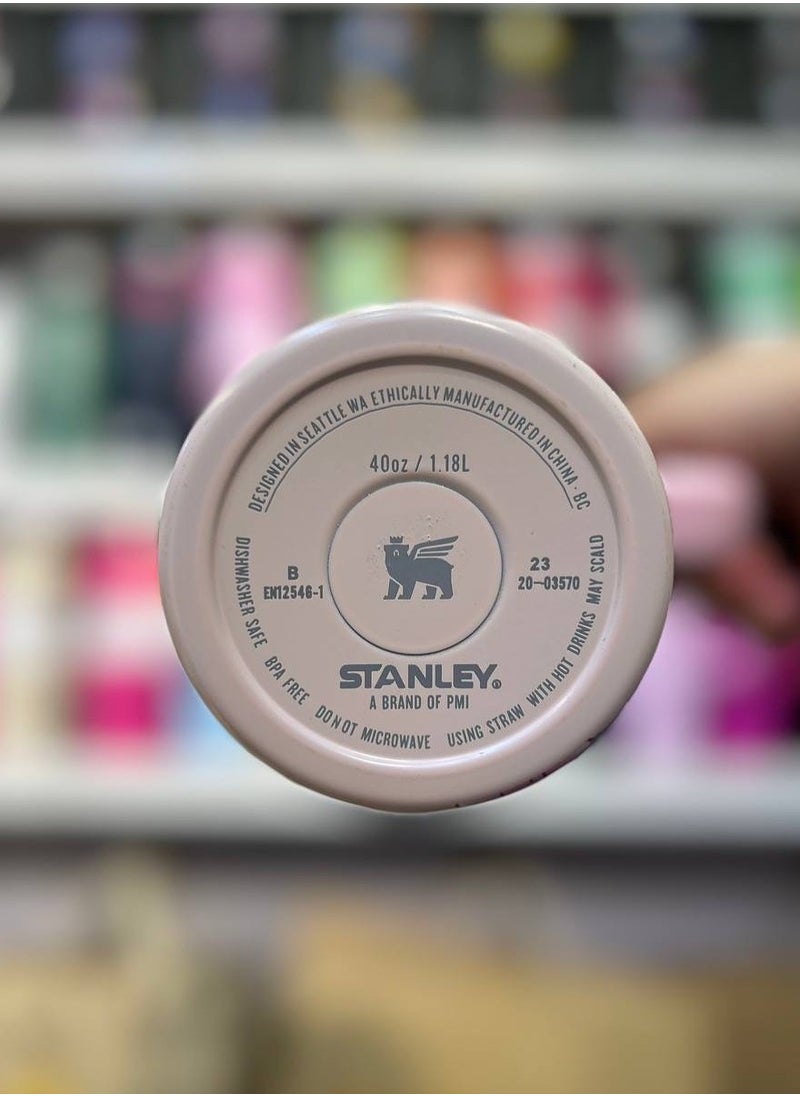 DESIGNED IN SEATTLE WA ETHICALLY MANUFACTURED IN CHINA · BC
40oz / 1.18L
B
EN12546-1
23
20-03570
STANLEY®
A BRAND OF PMI
DISHWASHER SAFE BPA FREE DO NOT MICROWAVE USING STRAW WITH HOT DRINKS MAY SCALD